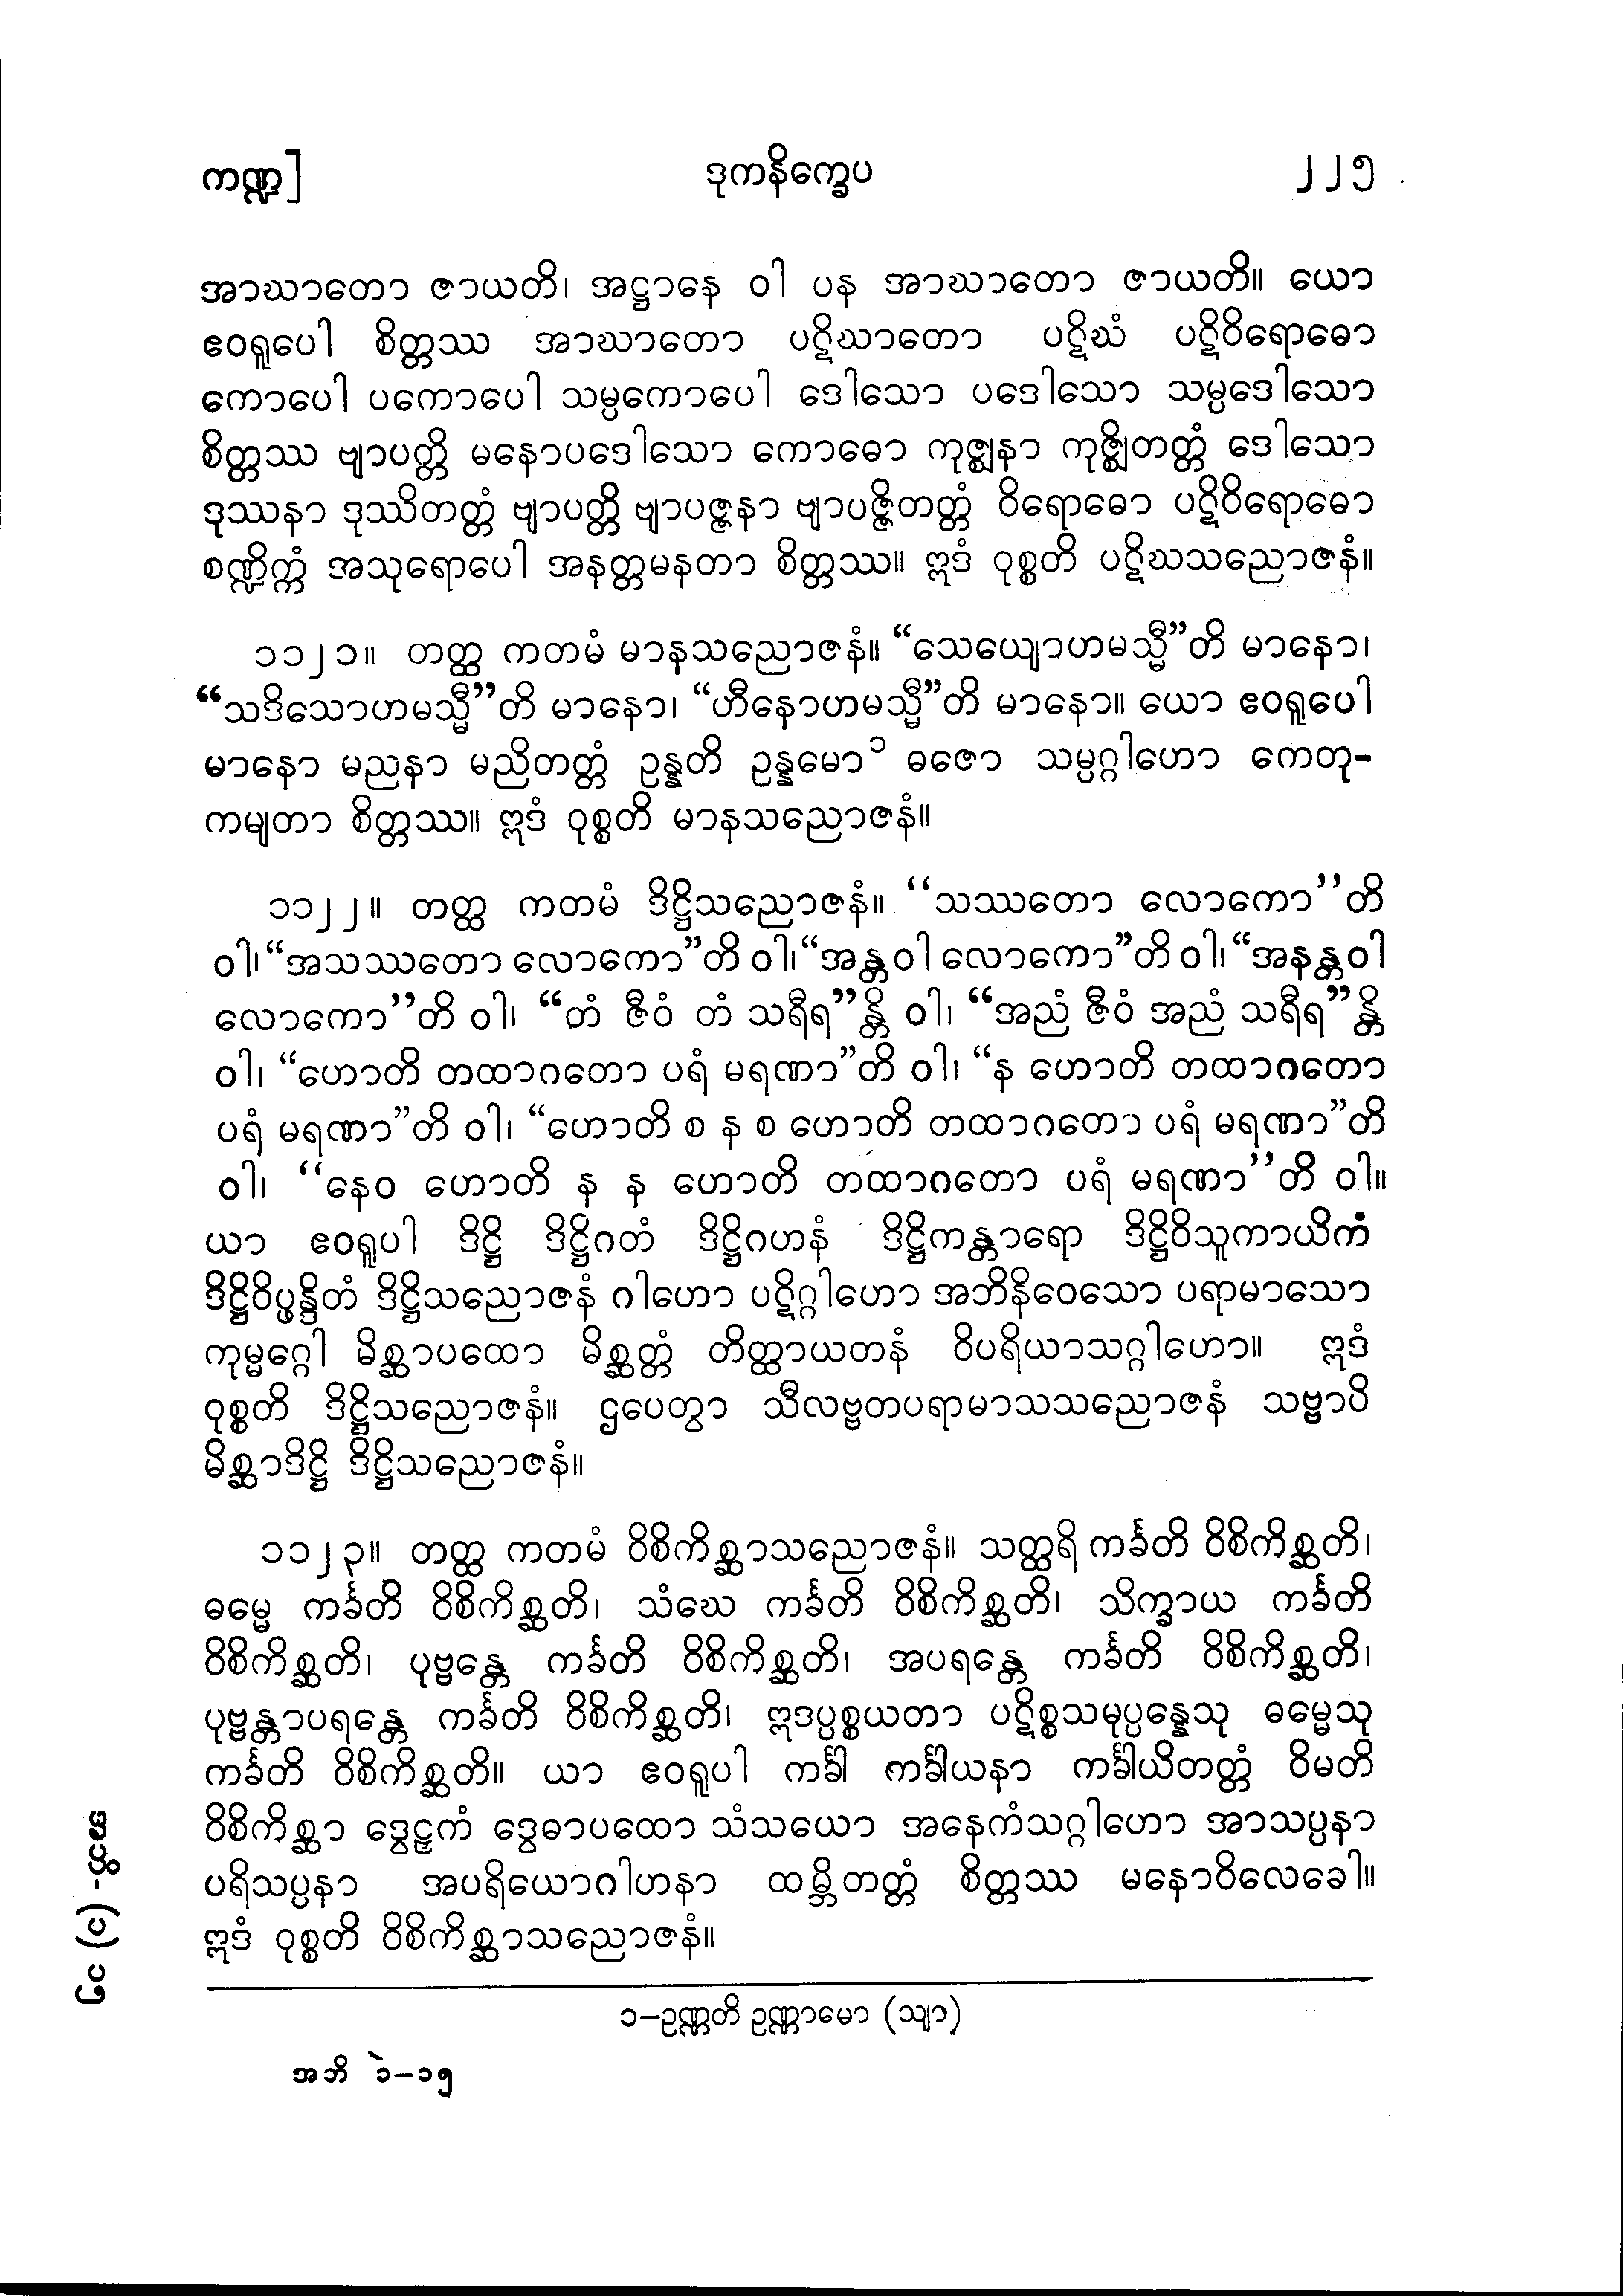 ကဏ္ဍ]
ဒုကနိက္ခေပ
၂၂၅
အာဃာတော ဇာယတိ၊ အဋ္ဌာနေ ဝါ ပန အာဃာတော ဇာယတိ။ ယော
ဧဝရူပေါ စိတ္တဿ အာဃာတော ပဋိဃာတော ပဋိဃံ ပဋိဝိရောဓော
ကောပေါ ပကောပေါ သမ္ပကောပေါ ဒေါသော ပဒေါသော သမ္ပဒေါသော
စိတ္တဿ ဗျာပတ္တိ မနောပဒေါသော ကောဓော ကုဇ္ဈနာ ကုဇ္ဈိတတ္တံ ဒေါသော
ဒုဿနာ ဒုဿိတတ္တံ ဗျာပတ္တိ ဗျာပဇ္ဇနာ ဗျာပဇ္ဇိတတ္တံ ဝိရောဓော ပဋိဝိရောဓော
စဏ္ဍိက္ကံ အသုရောပေါ အနတ္တမနတာ စိတ္တဿ။ ဣဒံ ဝုစ္စတိ ပဋိဃသညောဇနံ။
၁၁၂၁။ တတ္ထ ကတမံ မာနသညောဇနံ။ “သေယျောဟမသ္မီ”တိ မာနော၊
“သဒိသောဟမသ္မီ”တိ မာနော၊ “ဟီနောဟမသ္မီ”တိ မာနော။ ယော ဧဝရူပေါ
မာနော မညနာ မညိတတ္တံ ဥန္နတိ ဥန္နမော၁ ဓဇော သမ္ပဂ္ဂါဟော ကေတု-
ကမျတာ စိတ္တဿ။ ဣဒံ ဝုစ္စတိ မာနသညောဇနံ။
၁၁၂၂။ တတ္ထ ကတမံ ဒိဋ္ဌိသညောဇနံ။ “သဿတော လောကော”တိ
ဝါ၊ “အသဿတော လောကော”တိ ဝါ၊ “အန္တဝါ လောကော”တိ ဝါ၊ “အနန္တဝါ
လောကော”တိ ဝါ၊ “တံ ဇီဝံ တံ သရီရ”န္တိ ဝါ၊ “အညံ ဇီဝံ အညံ သရီရ”န္တိ
ဝါ၊ “ဟောတိ တထာဂတော ပရံ မရဏာ”တိ ဝါ၊ “န ဟောတိ တထာဂတော
ပရံ မရဏာ”တိ ဝါ၊ “ဟောတိ စ န စ ဟောတိ တထာဂတော ပရံ မရဏာ”တိ
ဝါ၊ “နေဝ ဟောတိ န န ဟောတိ တထာဂတော ပရံ မရဏာ”တိ ဝါ။
ယာ ဧဝရူပါ ဒိဋ္ဌိ ဒိဋ္ဌိဂတံ ဒိဋ္ဌိဂဟနံ ဒိဋ္ဌိကန္တာရော ဒိဋ္ဌိဝိသူကာယိကံ
ဒိဋ္ဌိဝိပ္ဖန္ဒိတံ ဒိဋ္ဌိသညောဇနံ ဂါဟော ပဋိဂ္ဂါဟော အဘိနိဝေသော ပရာမာသော
ကုမ္မဂ္ဂေါ မိစ္ဆာပထော မိစ္ဆတ္တံ တိတ္ထာယတနံ ဝိပရိယာသဂ္ဂါဟော။ ဣဒံ
ဝုစ္စတိ ဒိဋ္ဌိသညောဇနံ။ ဌပေတွာ သီလဗ္ဗတပရာမာသသညောဇနံ သဗ္ဗာပိ
မိစ္ဆာဒိဋ္ဌိ ဒိဋ္ဌိသညောဇနံ။
၁၁၂၃။ တတ္ထ ကတမံ ဝိစိကိစ္ဆာသညောဇနံ။ သတ္ထရိ ကင်္ခတိ ဝိစိကိစ္ဆတိ၊
ဓမ္မေ ကင်္ခတိ ဝိစိကိစ္ဆတိ၊ သံဃေ ကင်္ခတိ ဝိစိကိစ္ဆတိ၊ သိက္ခာယ ကင်္ခတိ
ဝိစိကိစ္ဆတိ၊ ပုဗ္ဗန္တေ ကင်္ခတိ ဝိစိကိစ္ဆတိ၊ အပရန္တေ ကင်္ခတိ ဝိစိကိစ္ဆတိ၊
ပုဗ္ဗန္တာပရန္တေ ကင်္ခတိ ဝိစိကိစ္ဆတိ၊ ဣဒပ္ပစ္စယတာ ပဋိစ္စသမုပ္ပန္နေသု ဓမ္မေသု
ကင်္ခတိ ဝိစိကိစ္ဆတိ။ ယာ ဧဝရူပါ ကင်္ခါ ကင်္ခါယနာ ကင်္ခါယိတတ္တံ ဝိမတိ
ဝိစိကိစ္ဆာ ဒွေဠှကံ ဒွေဓာပထော သံသယော အနေကံသဂ္ဂါဟော အာသပ္ပနာ
ပရိသပ္ပနာ အပရိယောဂါဟနာ ထမ္ဘိတတ္တံ စိတ္တဿ မနောဝိလေခေါ။
ဣဒံ ဝုစ္စတိ ဝိစိကိစ္ဆာသညောဇနံ။
၁–ဥဏ္ဏတိ ဥဏ္ဏာမော (သျာ)
အဘိ ၁–၁၅